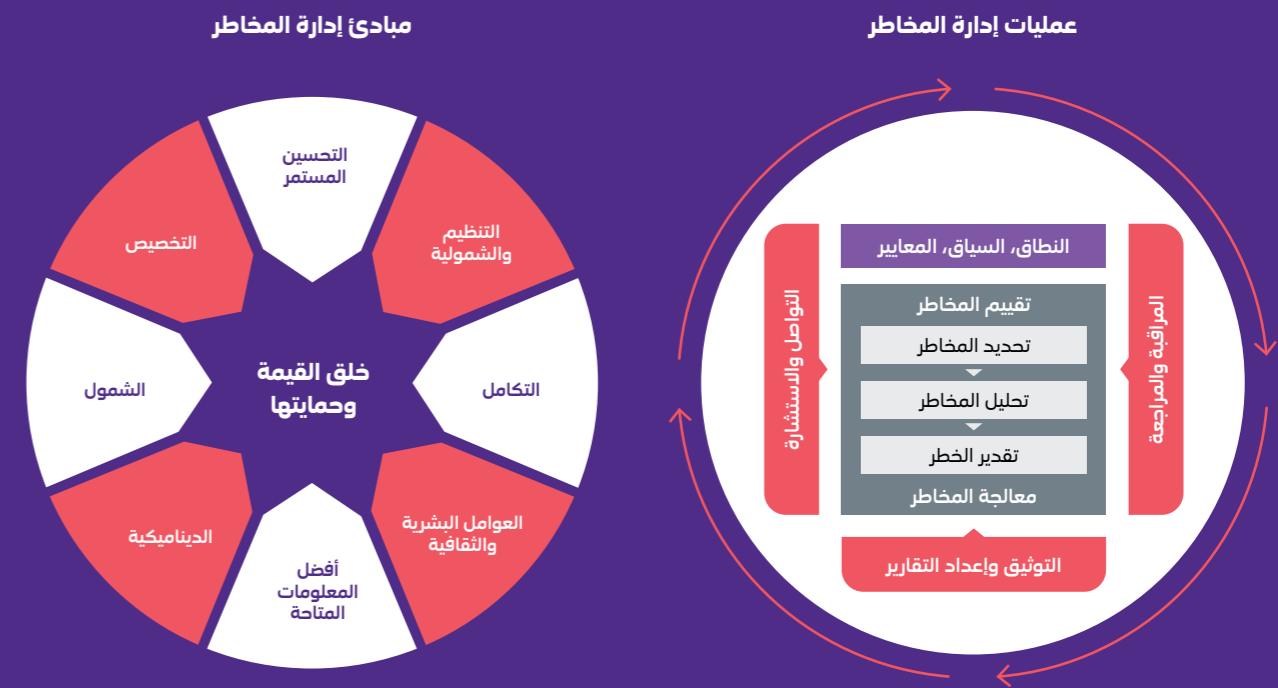 عمليات إدارة المخاطر
النطاق، السياق، المعايير
المراقبة والمراجعة
تقييم المخاطر
تحديد المخاطر
تحليل المخاطر
تقدير الخطر
معالجة المخاطر
التواصل والاستشارة
التوثيق وإعداد التقارير
مبادئ إدارة المخاطر
التحسين
المستمر
التنظيم
والشمولية
التكامل
العوامل البشرية
والثقافية
أفضل
المعلومات
المتاحة
الديناميكية
الشمول
التخصيص
خلق القيمة
وحمايتها